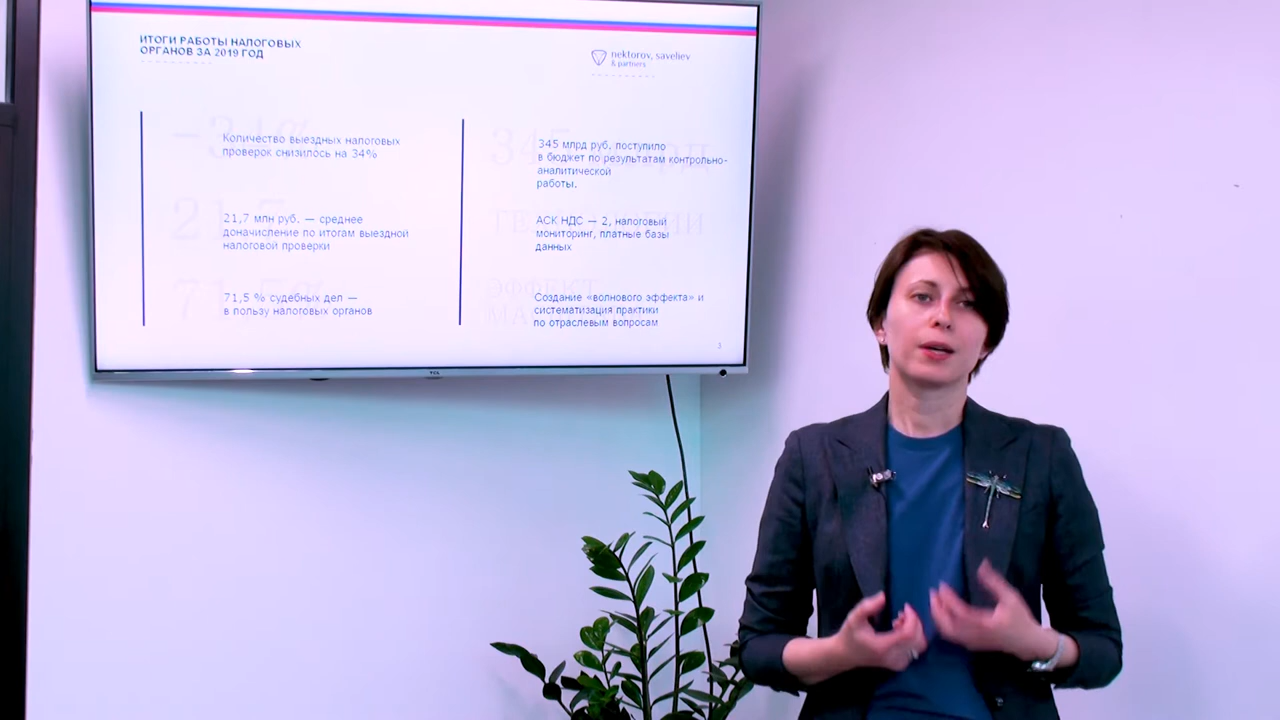 ИТОГИ РАБОТЫ НАЛОГОВЫХ
ОРГАНОВ ЗА 2019 ГОД
nektorov, saveliev
& partners
Количество выездных налоговых
проверок снизилось на 34%
21,7 млн руб. — среднее
доначисление по итогам выездной
налоговой проверки
71,5 % судебных дел —
в пользу налоговых органов
345 млрд руб. поступило
в бюджет по результатам контрольно-
аналитической
работы.
АСК НДС — 2, налоговый
мониторинг, платные базы
данных
Создание «волнового эффекта» и
систематизация практики
по отраслевым вопросам
3
TCL